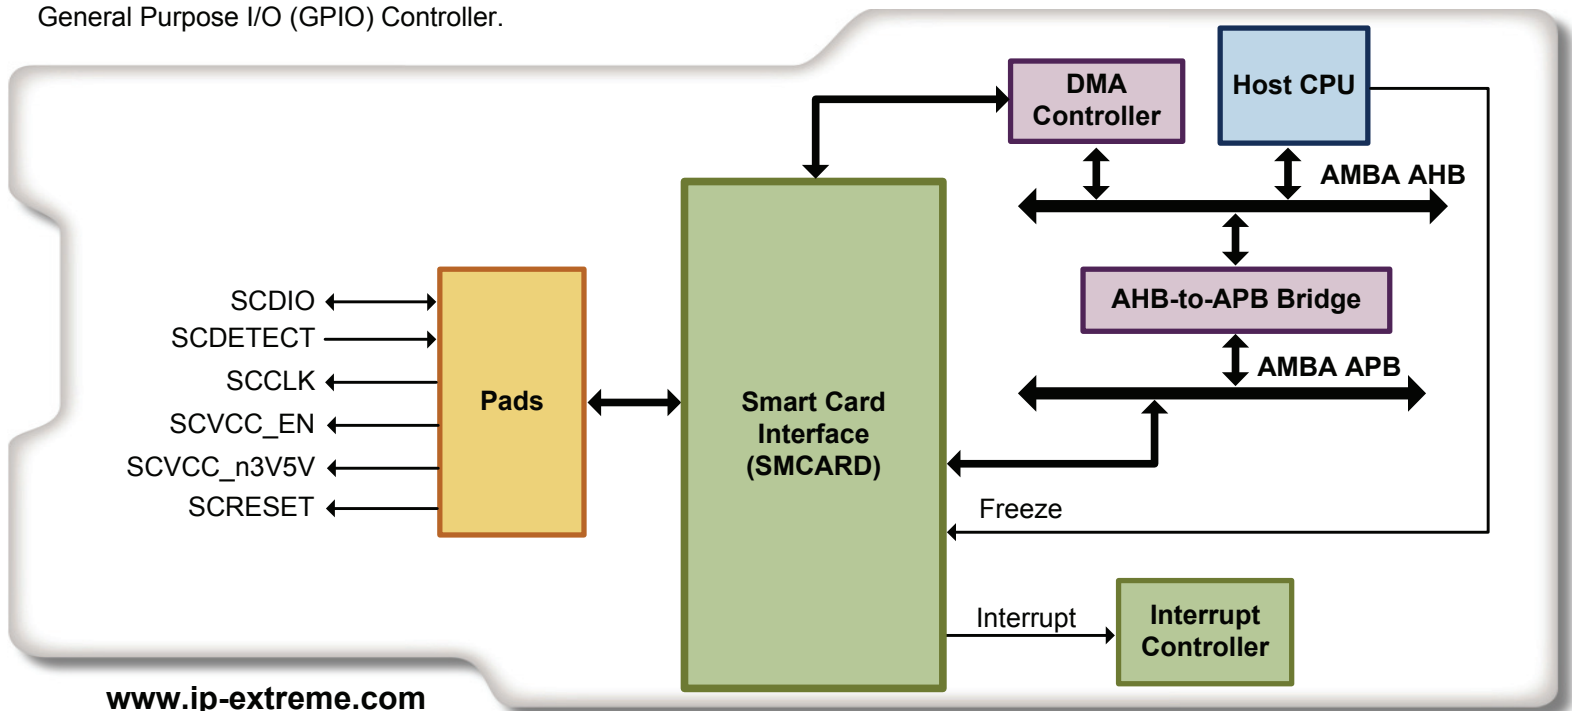 General Purpose I/O (GPIO) Controller.
DMA
Controller
Host CPU
AMBA AHB
AHB-to-APB Bridge
AMBA APB
SCDIO
SCDETECT
SCCLK
SCVCC_EN
SCVCC_n3V5V
SCRESET
Pads
Smart Card
Interface
(SMCARD)
Freeze
Interrupt
Interrupt
Controller
www.ip-extreme.com